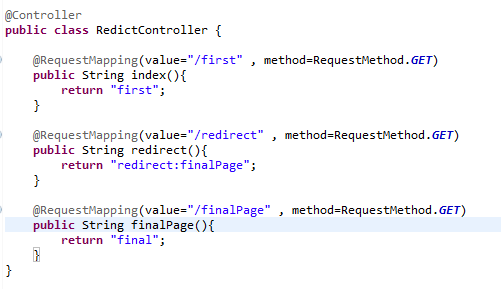 @Controller
public class RedictController {
@RequestMapping(value="/first" , method=RequestMethod.GET)
public String index(){
return "first";
}
@RequestMapping(value="/redirect" , method=RequestMethod.GET)
public String redirect(){
return "redirect:finalPage";
}
@RequestMapping(value="/finalPage" , method=RequestMethod.GET)
public String finalPage(){
return "final";
}
}